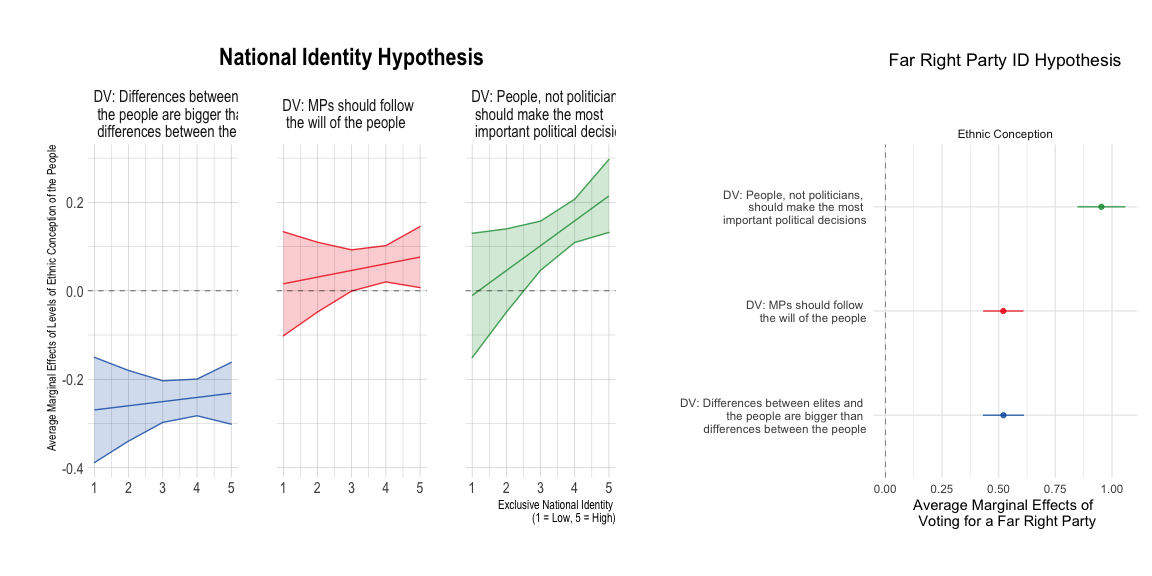 National Identity Hypothesis
DV: Differences between
the people are bigger tha
differences between the
DV: MPs should follow
the will of the people
DV: People, not politician
should make the most
important political decisi
Average Marginal Effects of Levels of Ethnic Conception of the People
0.2
0.0
-0.2
-0.4
1 2 3 4 5
1 2 3 4 5
1 2 3 4 5
Exclusive National Identity
(1 = Low, 5 = High)
Far Right Party ID Hypothesis
Ethnic Conception
DV: People, not politicians,
should make the most
important political decisions
DV: MPs should follow
the will of the people
DV: Differences between elites and
the people are bigger than
differences between the people
0.00 0.25 0.50 0.75 1.00
Average Marginal Effects of
Voting for a Far Right Party